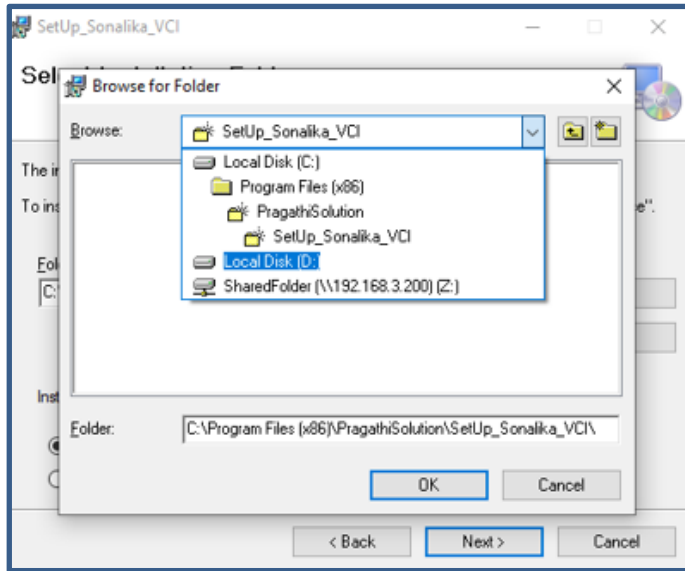 SetUp_Sonalika_VCI
Browse for Folder
Browse:
SetUp_Sonalika_VCI
Local Disk (C:)
Program Files (x86)
PragathiSolution
SetUp_Sonalika_VCI
Local Disk (D:)
SharedFolder (\\192.168.3.200) (Z:)
The
To ins
e".
Folder:
C:\Program Files (x86)\PragathiSolution\SetUp_Sonalika_VCI\
OK
Cancel
< Back
Next >
Cancel